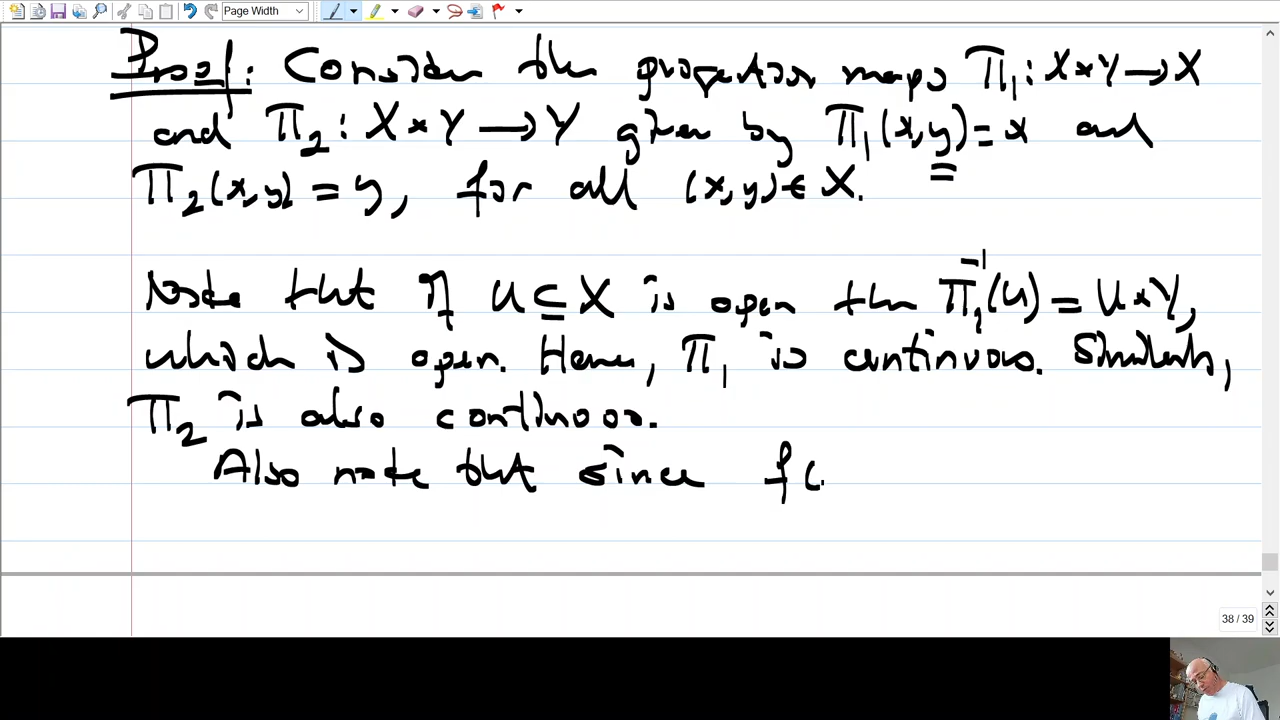 Page Width
Proof: Consider the projection maps π₁: X×Y→X
and π₂: X×Y→Y given by π₁(x,y)=x and
π₂(x,y)=y, for all (x,y)∈X.
Note that if U⊆X is open then π₁⁻¹(U)=U×Y,
which is open. Hence, π₁ is continuous. Similarly,
π₂ is also continuous.
Also note that since f(
38 / 39